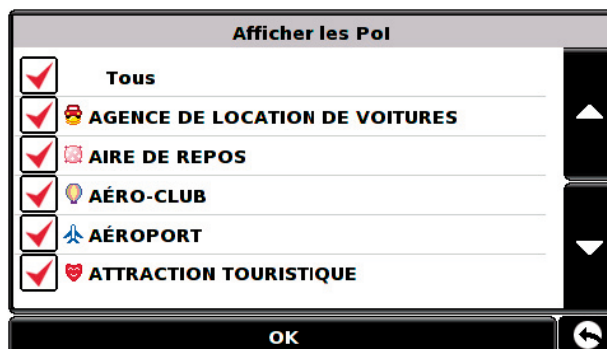 Afficher les PoI
Tous
AGENCE DE LOCATION DE VOITURES
AIRE DE REPOS
AÉRO-CLUB
AÉROPORT
ATTRACTION TOURISTIQUE
OK